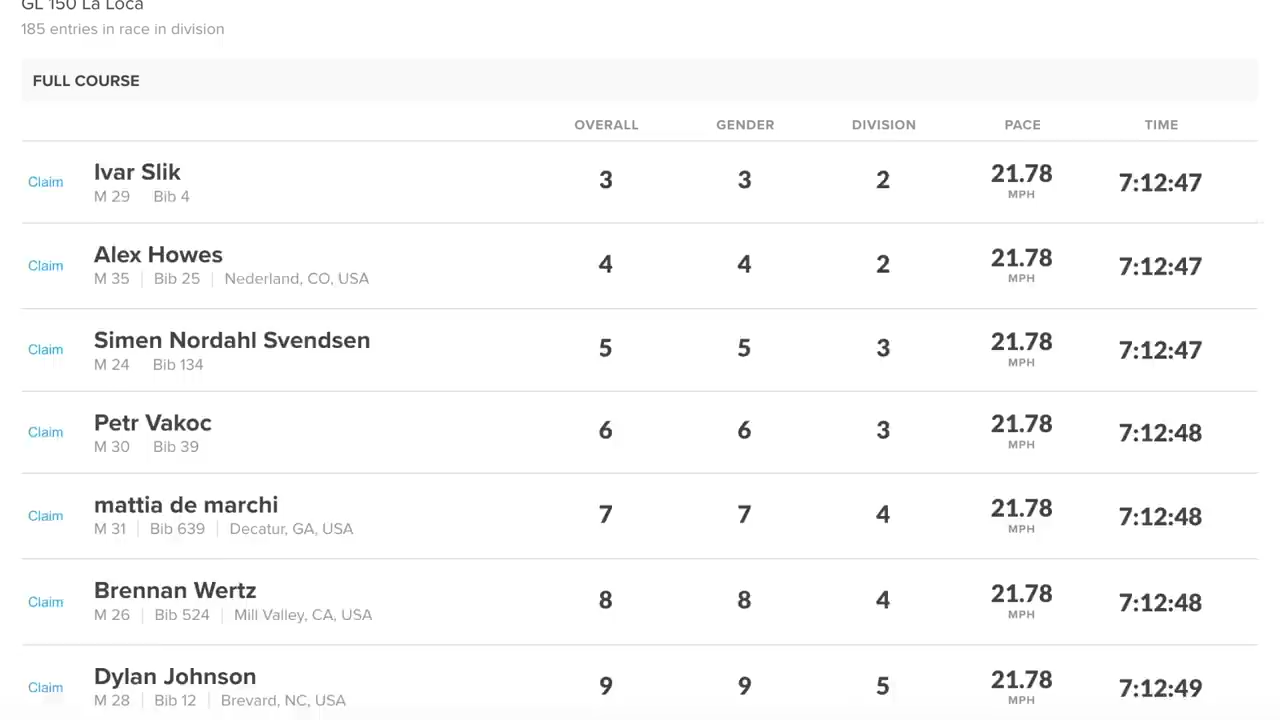 GL 150 La Loca
185 entries in race in division
FULL COURSE
OVERALL GENDER DIVISION PACE TIME
Claim Ivar Slik 3 3 2 21.78 7:12:47
M 29 Bib 4 MPH
Claim Alex Howes 4 4 2 21.78 7:12:47
M 35 Bib 25 Nederland, CO, USA MPH
Claim Simen Nordahl Svendsen 5 5 3 21.78 7:12:47
M 24 Bib 134 MPH
Claim Petr Vakoc 6 6 3 21.78 7:12:48
M 30 Bib 39 MPH
Claim mattia de marchi 7 7 4 21.78 7:12:48
M 31 Bib 639 Decatur, GA, USA MPH
Claim Brennan Wertz 8 8 4 21.78 7:12:48
M 26 Bib 524 Mill Valley, CA, USA MPH
Claim Dylan Johnson 9 9 5 21.78 7:12:49
M 28 Bib 12 Brevard, NC, USA MPH